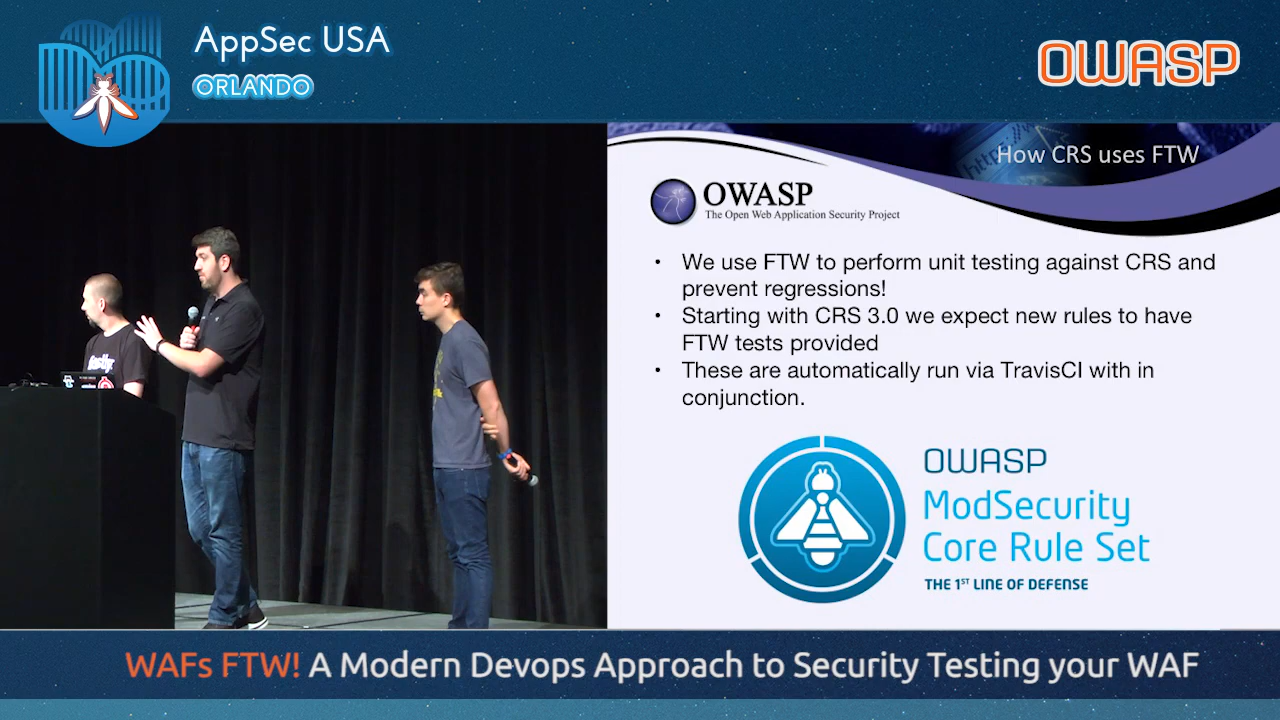 AppSec USA
ORLANDO
OWASP
How CRS uses FTW
OWASP
The Open Web Application Security Project
• We use FTW to perform unit testing against CRS and
prevent regressions!
• Starting with CRS 3.0 we expect new rules to have
FTW tests provided
• These are automatically run via TravisCI with in
conjunction.
OWASP
ModSecurity
Core Rule Set
THE 1ST LINE OF DEFENSE
WAFs FTW! A Modern Devops Approach to Security Testing your WAF